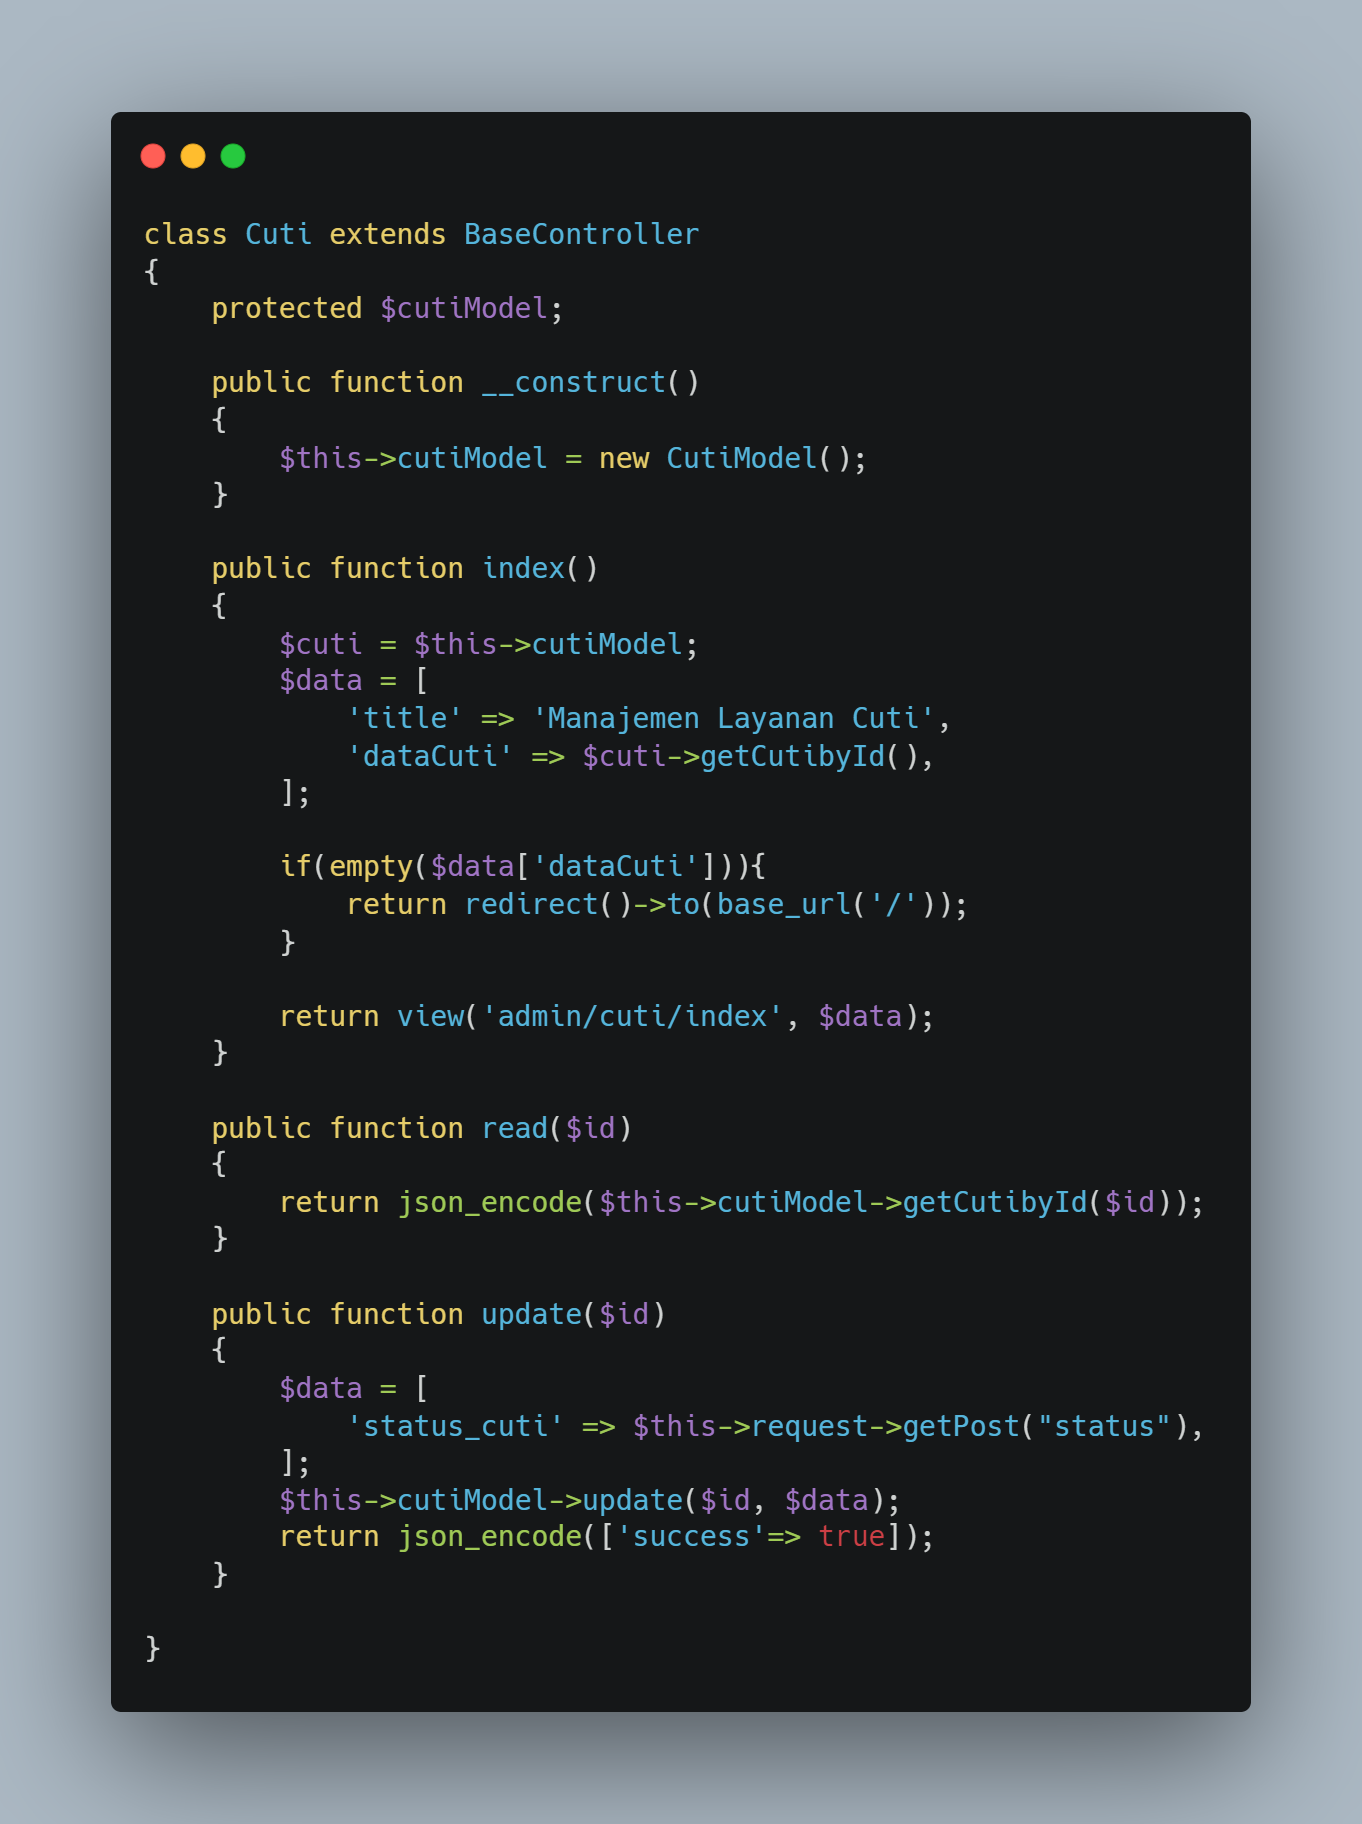 class Cuti extends BaseController
{
    protected $cutiModel;

    public function __construct()
    {
        $this->cutiModel = new CutiModel();
    }

    public function index()
    {
        $cuti = $this->cutiModel;
        $data = [
            'title' => 'Manajemen Layanan Cuti',
            'dataCuti' => $cuti->getCutibyId(),
        ];

        if(empty($data['dataCuti'])){
            return redirect()->to(base_url('/'));
        }

        return view('admin/cuti/index', $data);
    }

    public function read($id)
    {
        return json_encode($this->cutiModel->getCutibyId($id));
    }

    public function update($id)
    {
        $data = [
            'status_cuti' => $this->request->getPost("status"),
        ];
        $this->cutiModel->update($id, $data);
        return json_encode(['success'=> true]);
    }

}